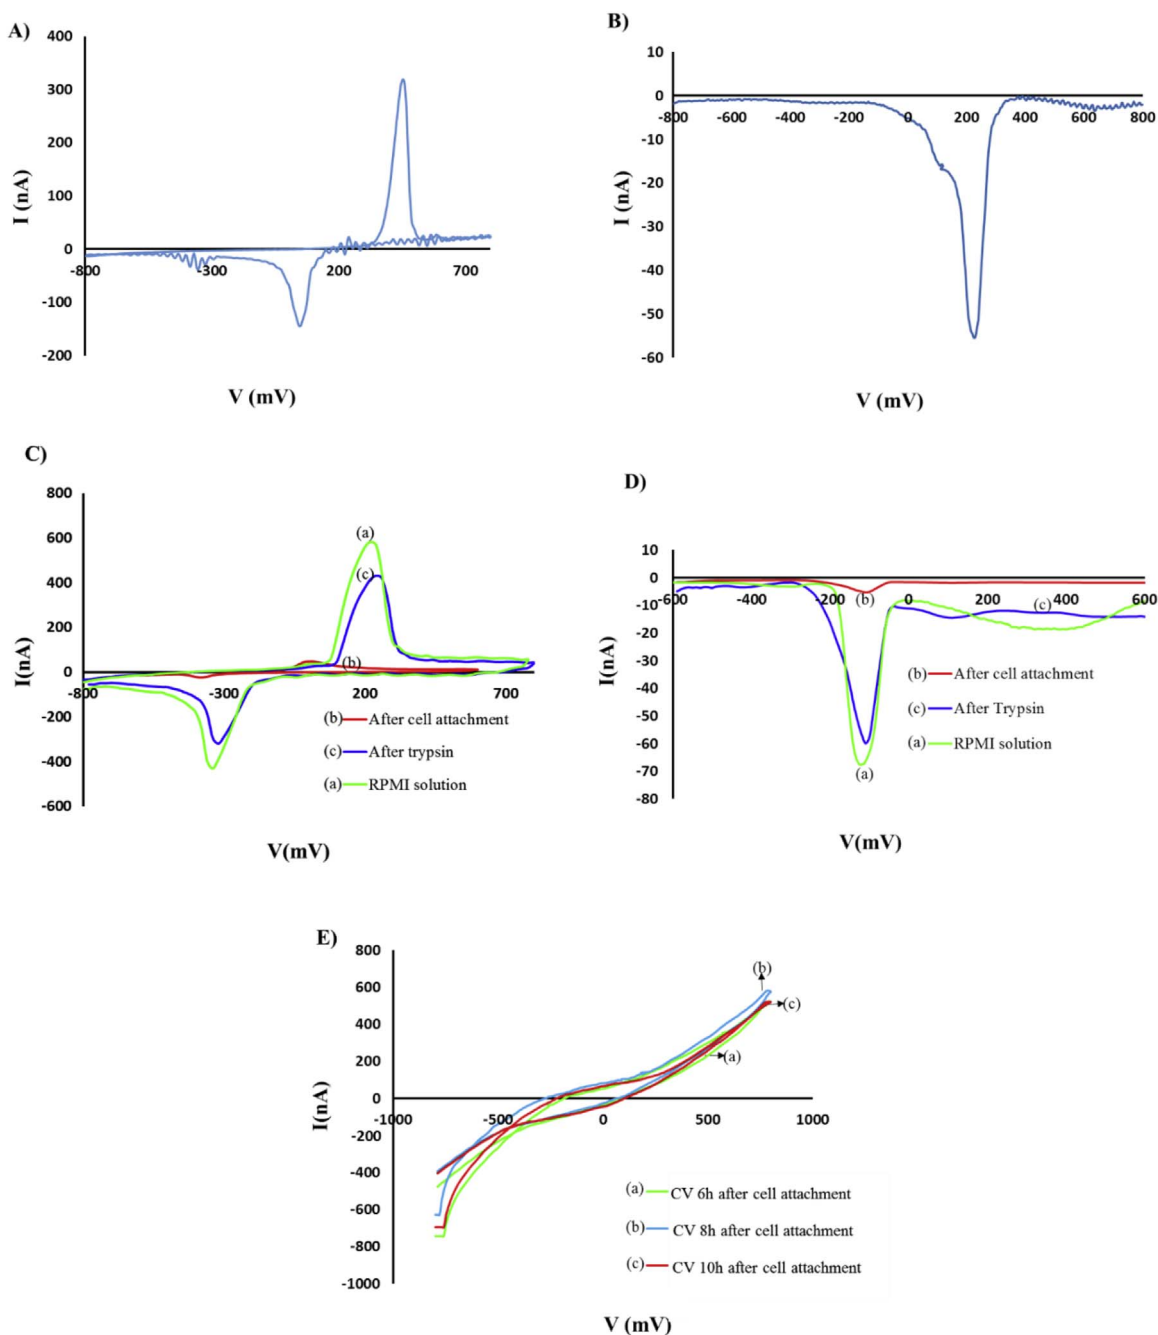 A)
400
300
200
100
0
-100
-200
-800
-300
200
700
I (nA)
V (mV)
B)
10
0
-10
-20
-30
-40
-50
-60
-800
-600
-400
-200
0
200
400
600
800
I (nA)
V (mV)
C)
800
600
400
200
0
-200
-400
-600
-800
-300
200
700
I(nA)
(a)
(c)
(b)
(b) After cell attachment
(c) After trypsin
(a) RPMI solution
V(mV)
D)
10
0
-10
-20
-30
-40
-50
-60
-70
-80
-600
-400
-200
0
200
400
600
I(nA)
(b)
(c)
(a)
(b) After cell attachment
(c) After Trypsin
(a) RPMI solution
V(mV)
E)
800
600
400
200
0
-200
-400
-600
-800
-1000
-1000
-500
0
500
1000
I(nA)
(b)
(c)
(a)
(a) CV 6h after cell attachment
(b) CV 8h after cell attachment
(c) CV 10h after cell attachment
V (mV)